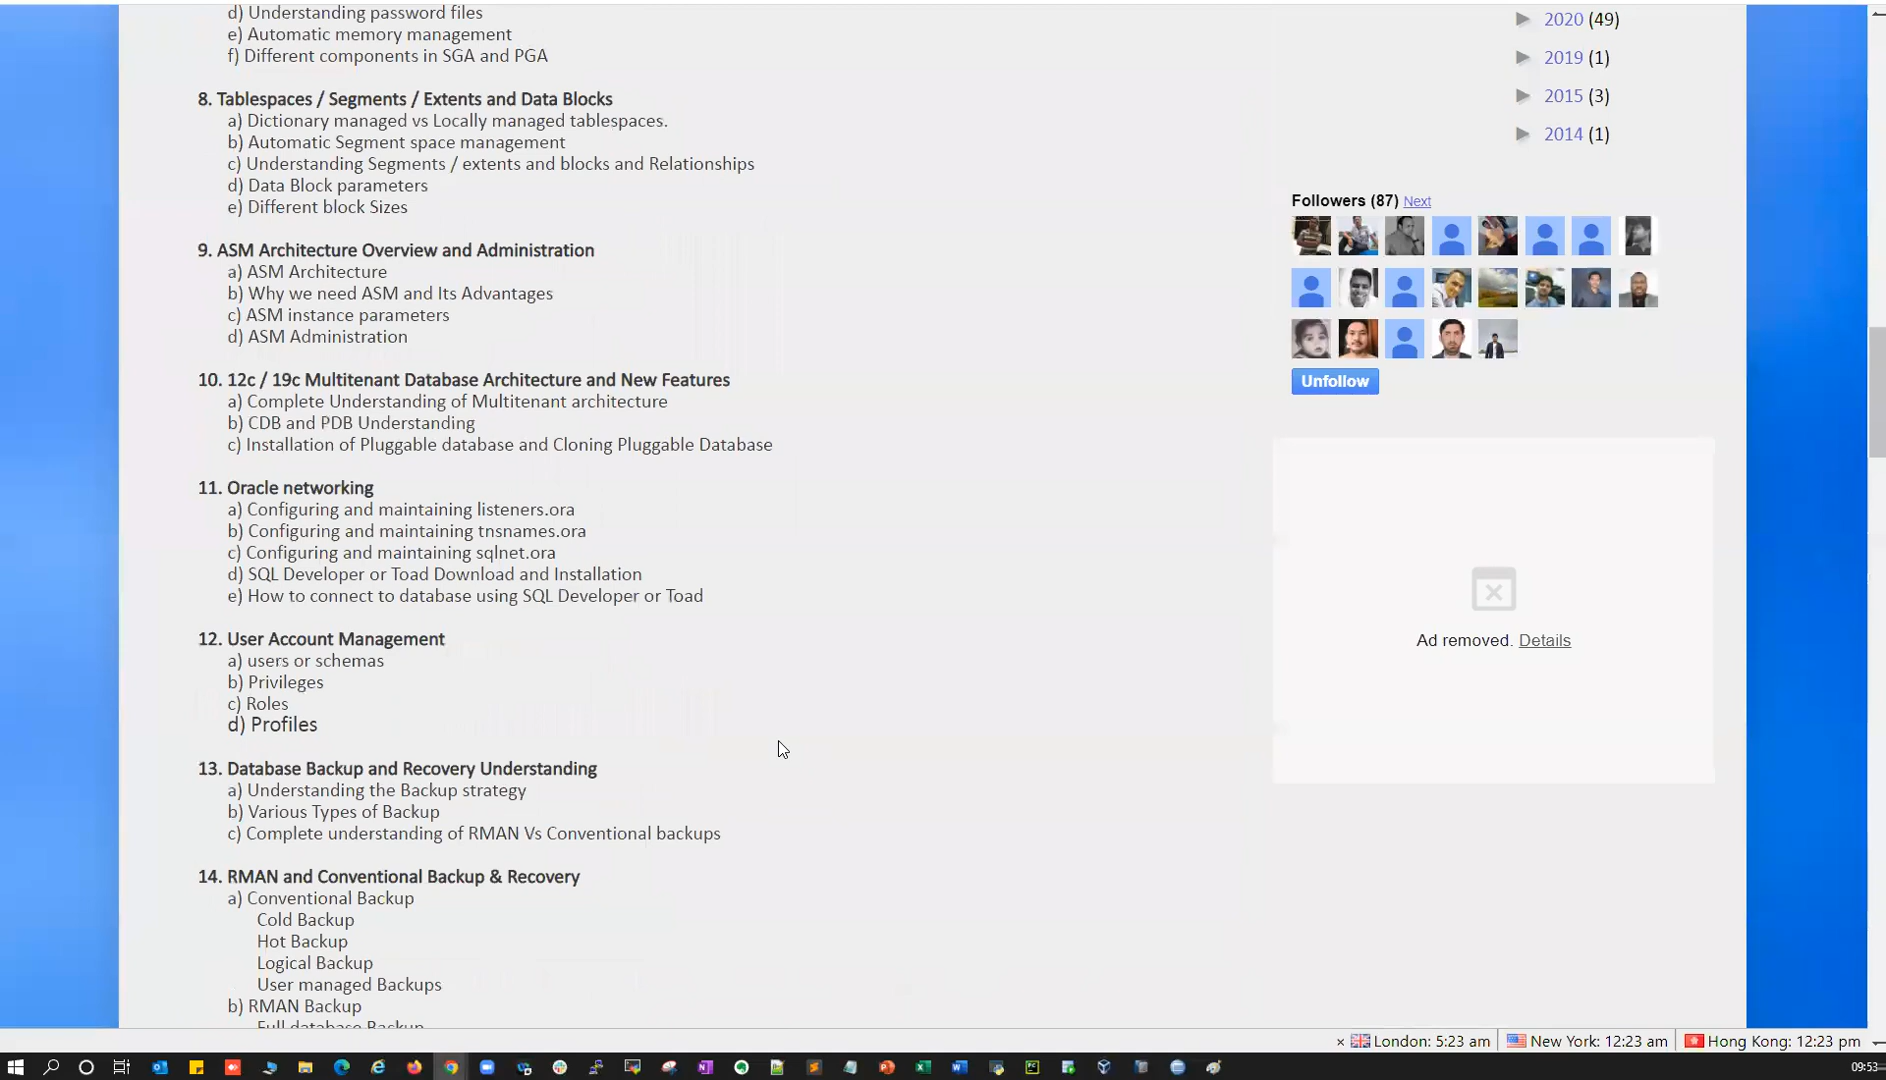 d) Understanding password files
e) Automatic memory management
f) Different components in SGA and PGA
8. Tablespaces / Segments / Extents and Data Blocks
a) Dictionary managed vs Locally managed tablespaces.
b) Automatic Segment space management
c) Understanding Segments / extents and blocks and Relationships
d) Data Block parameters
e) Different block Sizes
9. ASM Architecture Overview and Administration
a) ASM Architecture
b) Why we need ASM and Its Advantages
c) ASM instance parameters
d) ASM Administration
10. 12c / 19c Multitenant Database Architecture and New Features
a) Complete Understanding of Multitenant architecture
b) CDB and PDB Understanding
c) Installation of Pluggable database and Cloning Pluggable Database
11. Oracle networking
a) Configuring and maintaining listeners.ora
b) Configuring and maintaining tnsnames.ora
c) Configuring and maintaining sqlnet.ora
d) SQL Developer or Toad Download and Installation
e) How to connect to database using SQL Developer or Toad
12. User Account Management
a) users or schemas
b) Privileges
c) Roles
d) Profiles
13. Database Backup and Recovery Understanding
a) Understanding the Backup strategy
b) Various Types of Backup
c) Complete understanding of RMAN Vs Conventional backups
14. RMAN and Conventional Backup & Recovery
a) Conventional Backup
Cold Backup
Hot Backup
Logical Backup
User managed Backups
b) RMAN Backup
Full database Backup
2020 (49)
2019 (1)
2015 (3)
2014 (1)
Followers (87) Next
Unfollow
Ad removed. Details
London: 5:23 am
New York: 12:23 am
Hong Kong: 12:23 pm
09:53